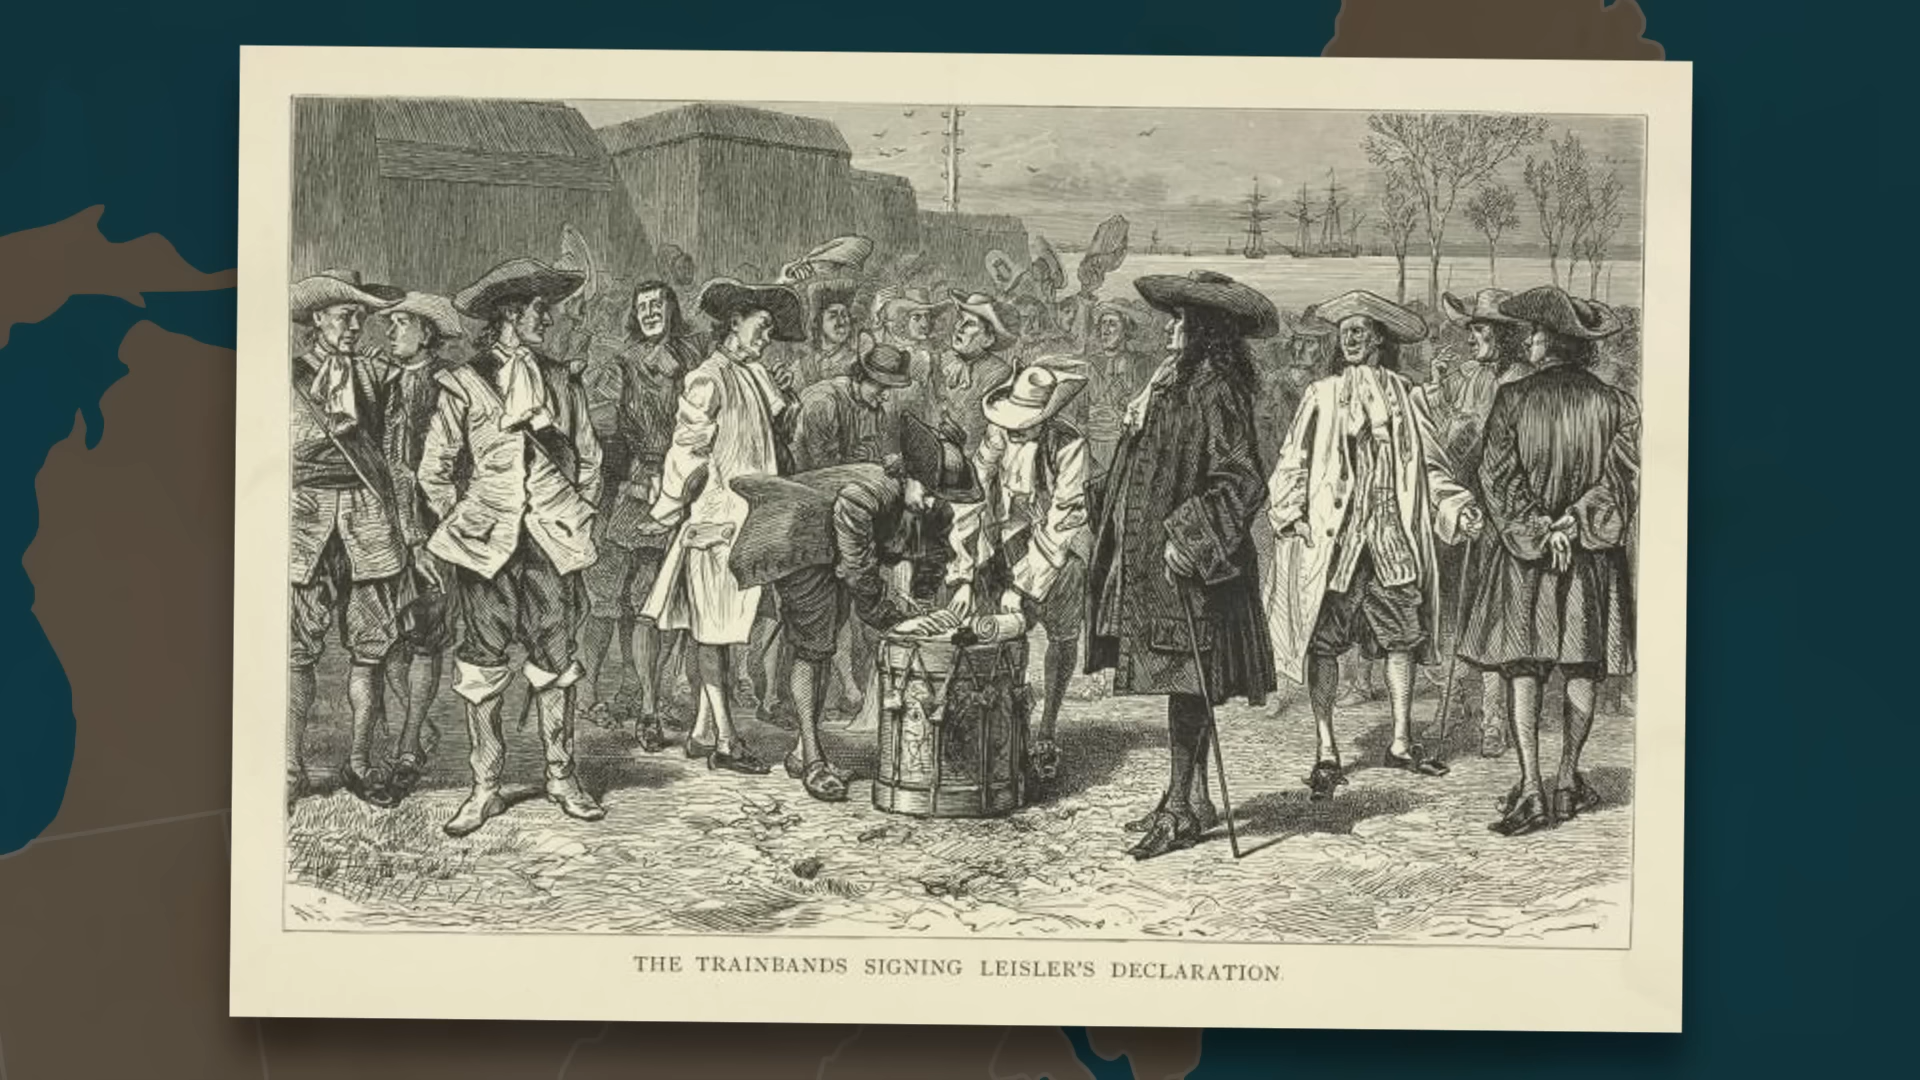 THE TRAINBANDS SIGNING LEISLER'S DECLARATION.